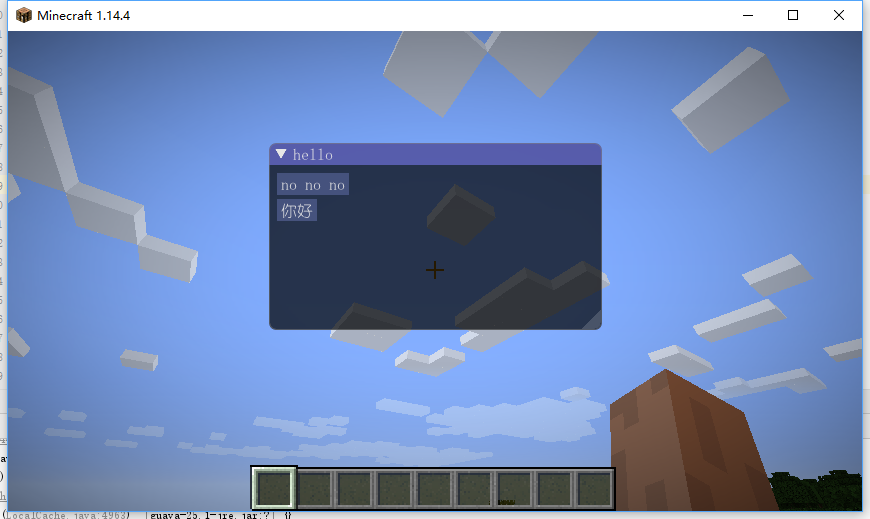 Minecraft 1.14.4
hello
no no no
你好
(LocalCache.java:4963) [guava-25.1-jre.jar:?] {}